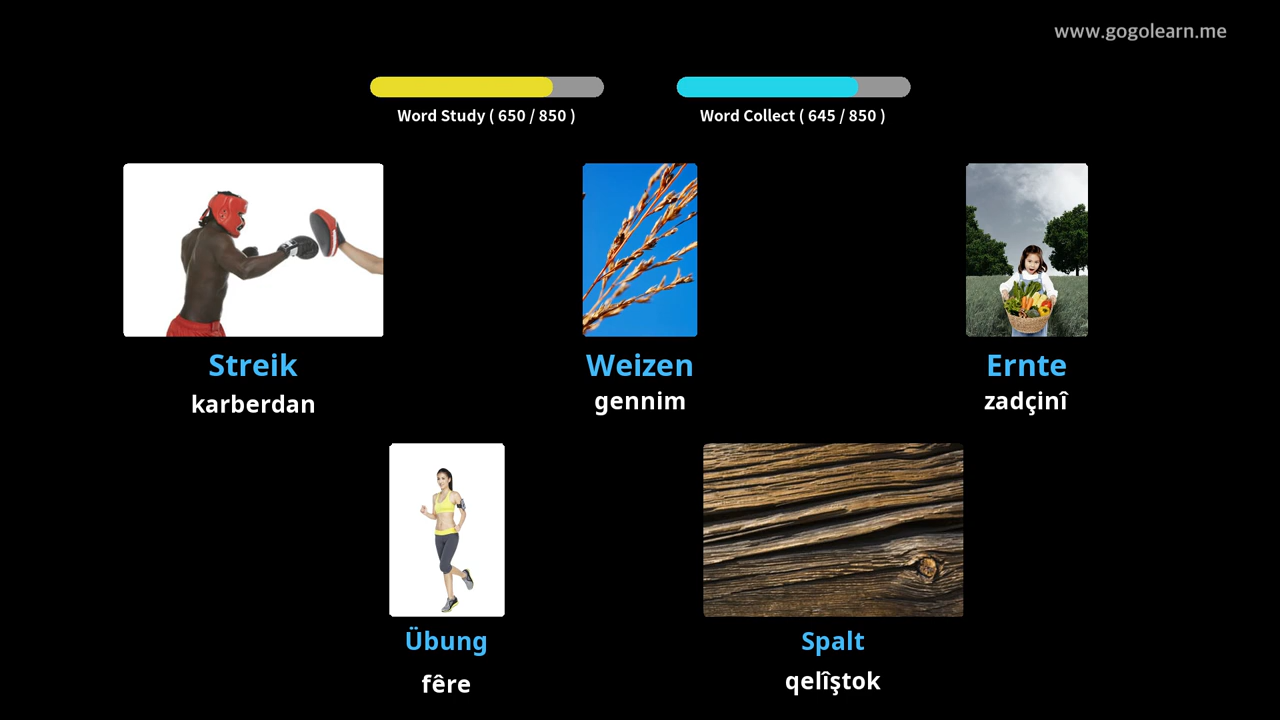 www.gogolearn.me
Word Study ( 650 / 850 )
Word Collect ( 645 / 850 )
Streik
karberdan
Weizen
gennim
Ernte
zadçinî
Übung
fêre
Spalt
qelîştok